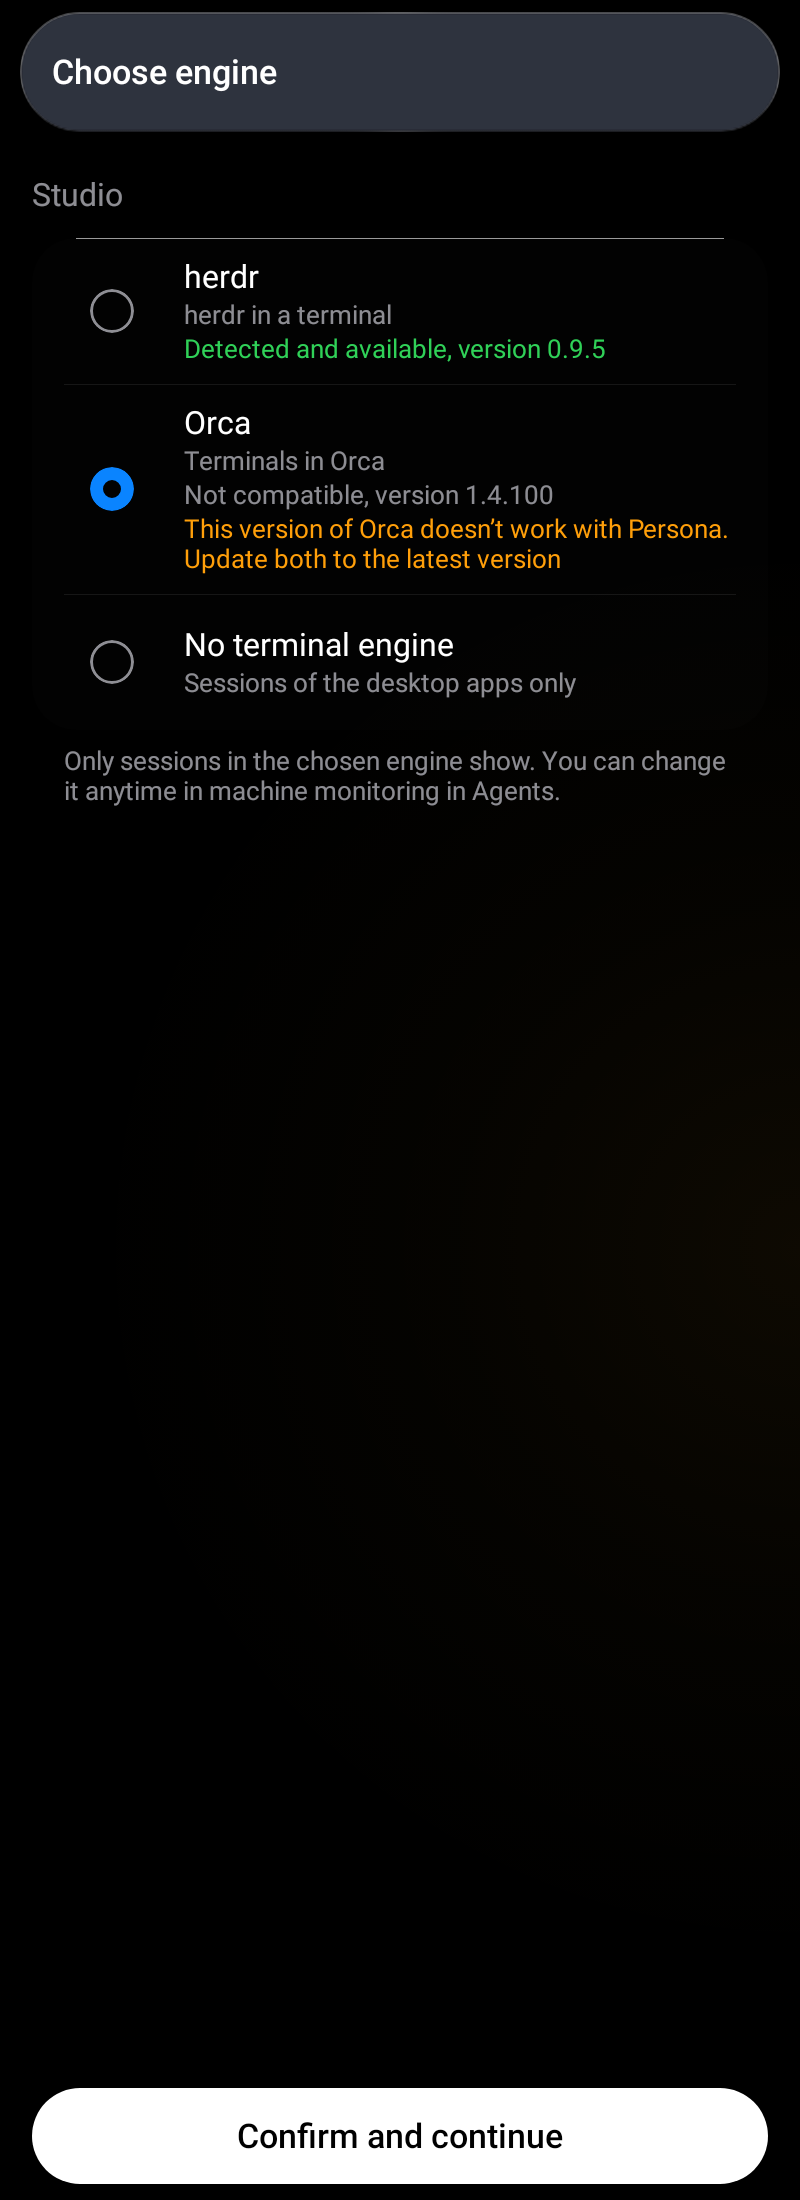 Choose engine
Studio
herdr
herdr in a terminal
Detected and available, version 0.9.5
Orca
Terminals in Orca
Not compatible, version 1.4.100
This version of Orca doesn’t work with Persona.
Update both to the latest version
No terminal engine
Sessions of the desktop apps only
Only sessions in the chosen engine show. You can change
it anytime in machine monitoring in Agents.
Confirm and continue